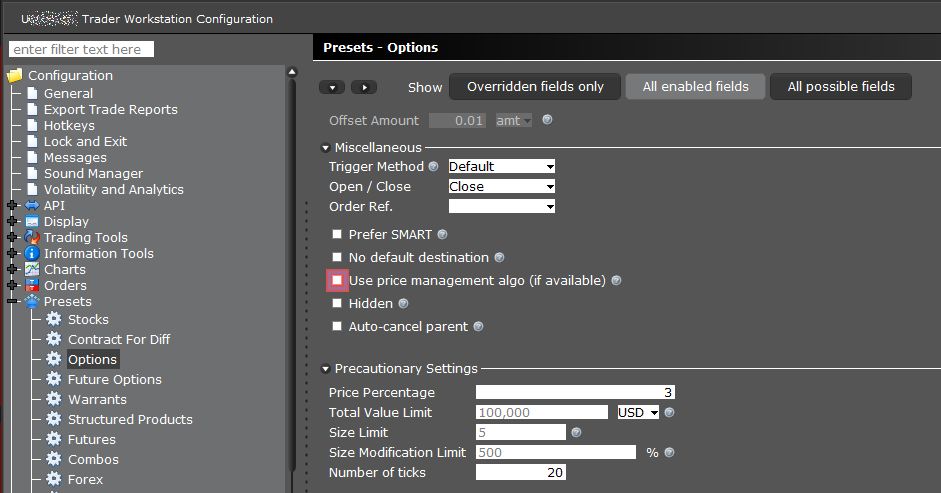 Trader Workstation Configuration
enter filter text here
Configuration
General
Export Trade Reports
Hotkeys
Lock and Exit
Messages
Sound Manager
Volatility and Analytics
API
Display
Trading Tools
Information Tools
Charts
Orders
Presets
Stocks
Contract For Diff
Options
Future Options
Warrants
Structured Products
Futures
Combos
Forex
Presets - Options
Show Overridden fields only All enabled fields All possible fields
Offset Amount 0.01 amt
Miscellaneous
Trigger Method Default
Open / Close Close
Order Ref.
Prefer SMART
No default destination
Use price management algo (if available)
Hidden
Auto-cancel parent
Precautionary Settings
Price Percentage 3
Total Value Limit 100,000 USD
Size Limit 5
Size Modification Limit 500 %
Number of ticks 20